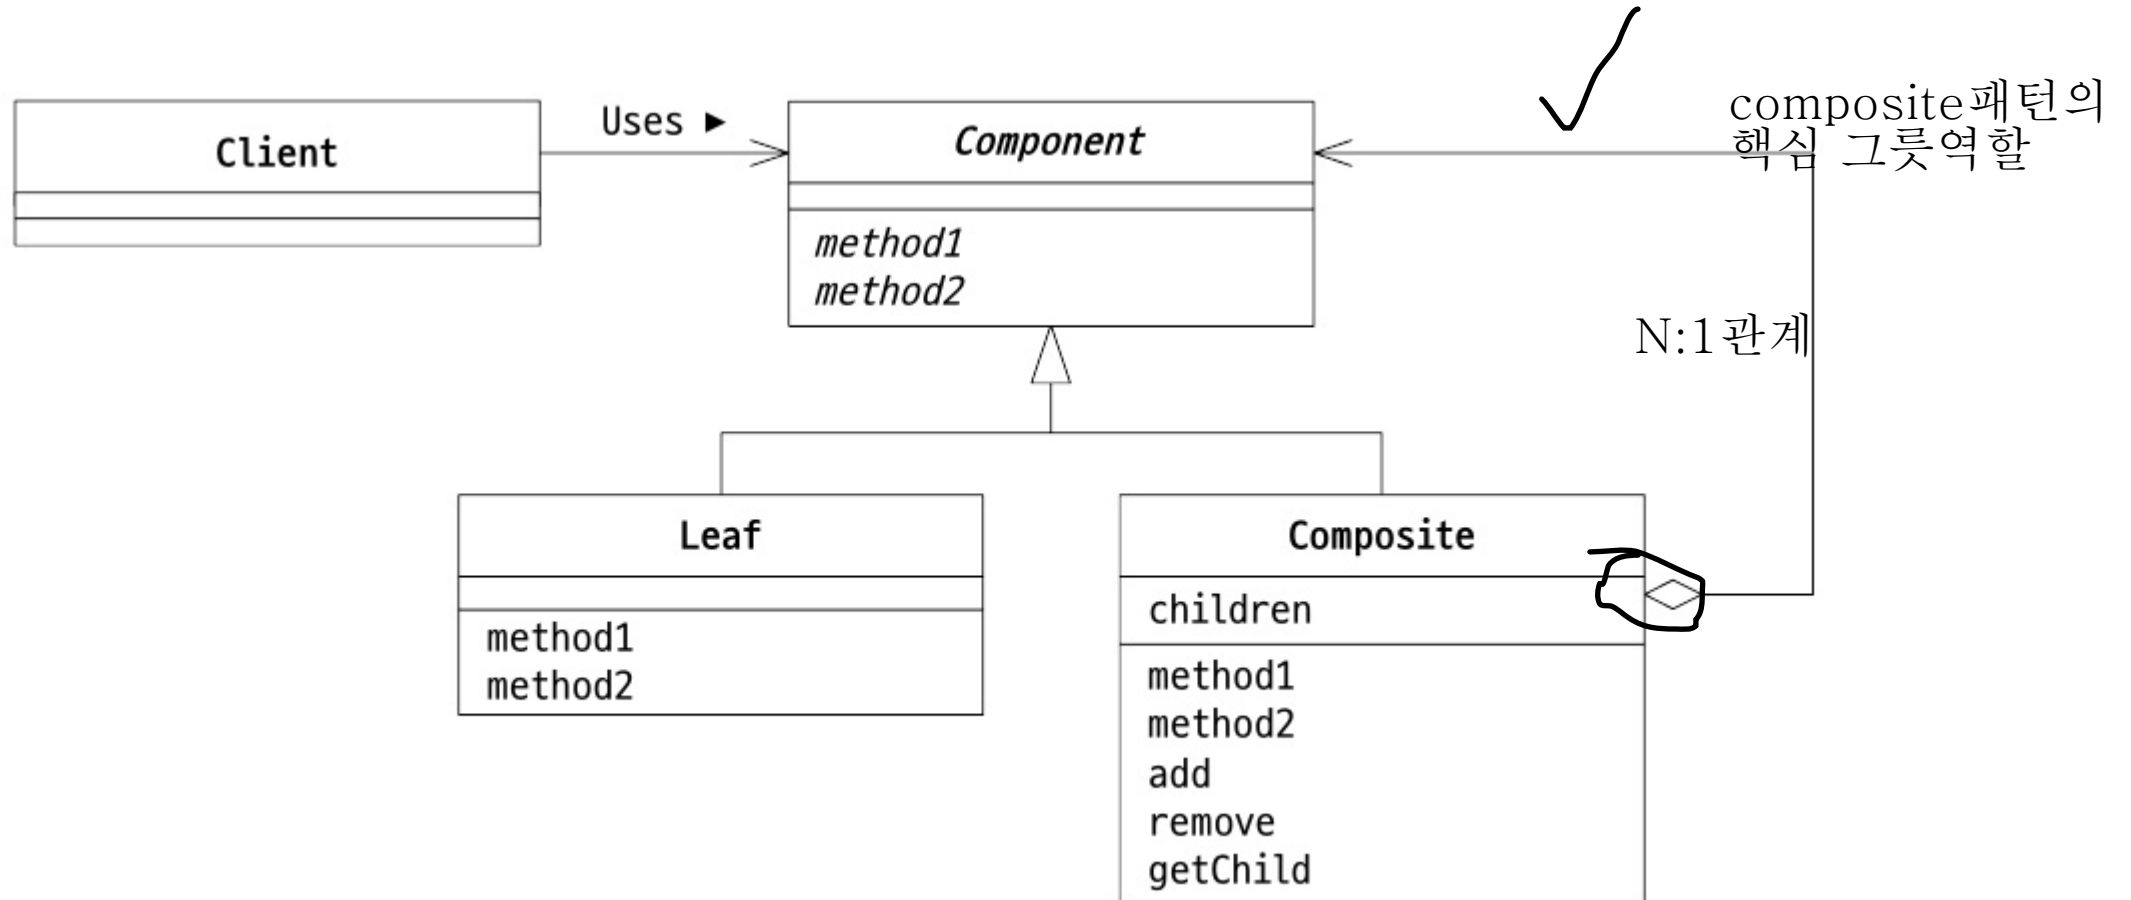 Client
Uses ►
Component
method1
method2
composite패턴의
핵심 그릇역할
N:1관계
Leaf
method1
method2
Composite
children
method1
method2
add
remove
getChild